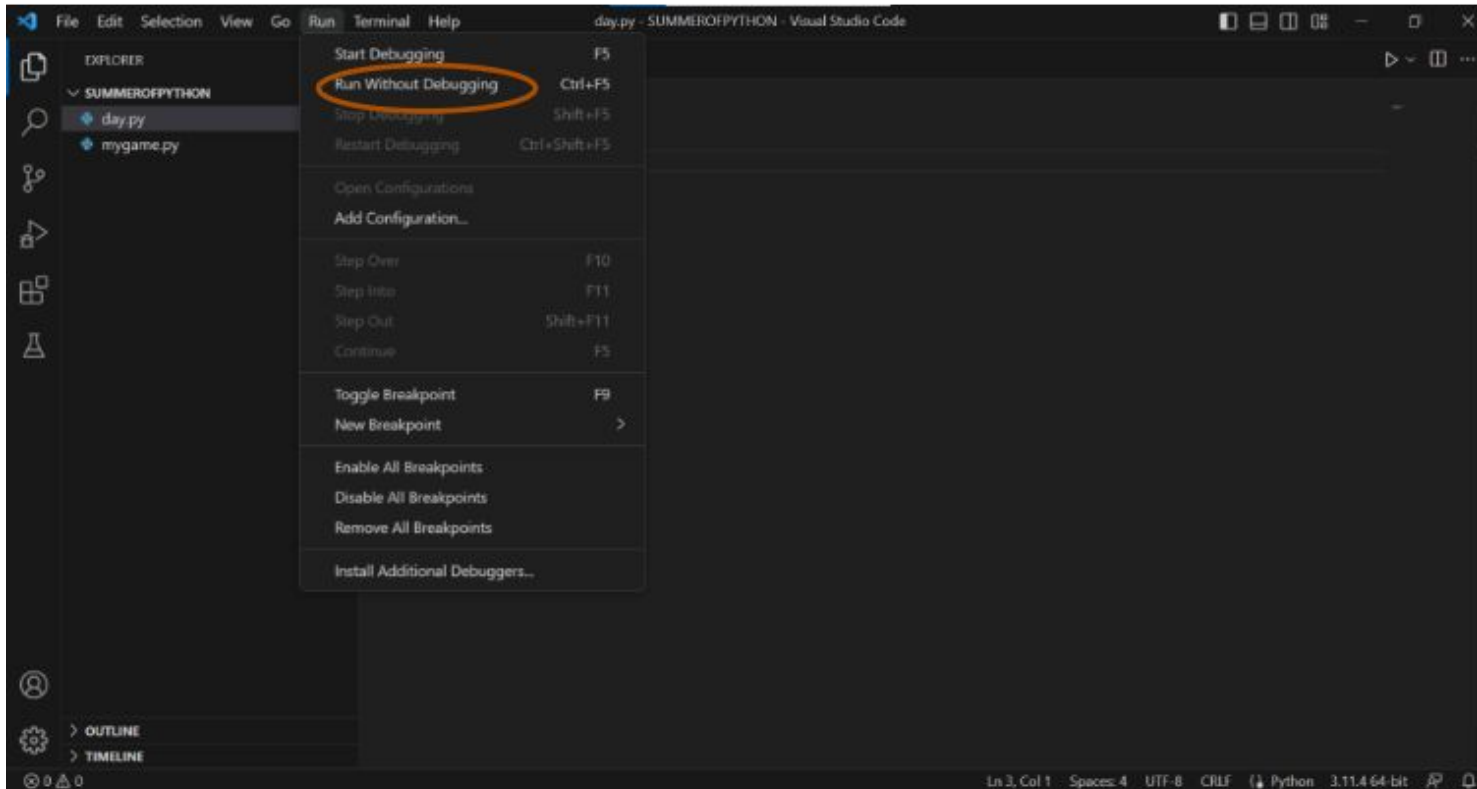 File Edit Selection View Go Run Terminal Help day.py - SUMMEROFPYTHON - Visual Studio Code
EXPLORER
SUMMEROFPYTHON
day.py
mygame.py
Start Debugging F5
Run Without Debugging Ctrl+F5
Stop Debugging Shift+F5
Restart Debugging Ctrl+Shift+F5
Open Configurations
Add Configuration...
Step Over F10
Step Into F11
Step Out Shift+F11
Continue F5
Toggle Breakpoint F9
New Breakpoint >
Enable All Breakpoints
Disable All Breakpoints
Remove All Breakpoints
Install Additional Debuggers...
> OUTLINE
> TIMELINE
0 0 Ln 3, Col 1 Spaces: 4 UTF-8 CRLF Python 3.11.4 64-bit